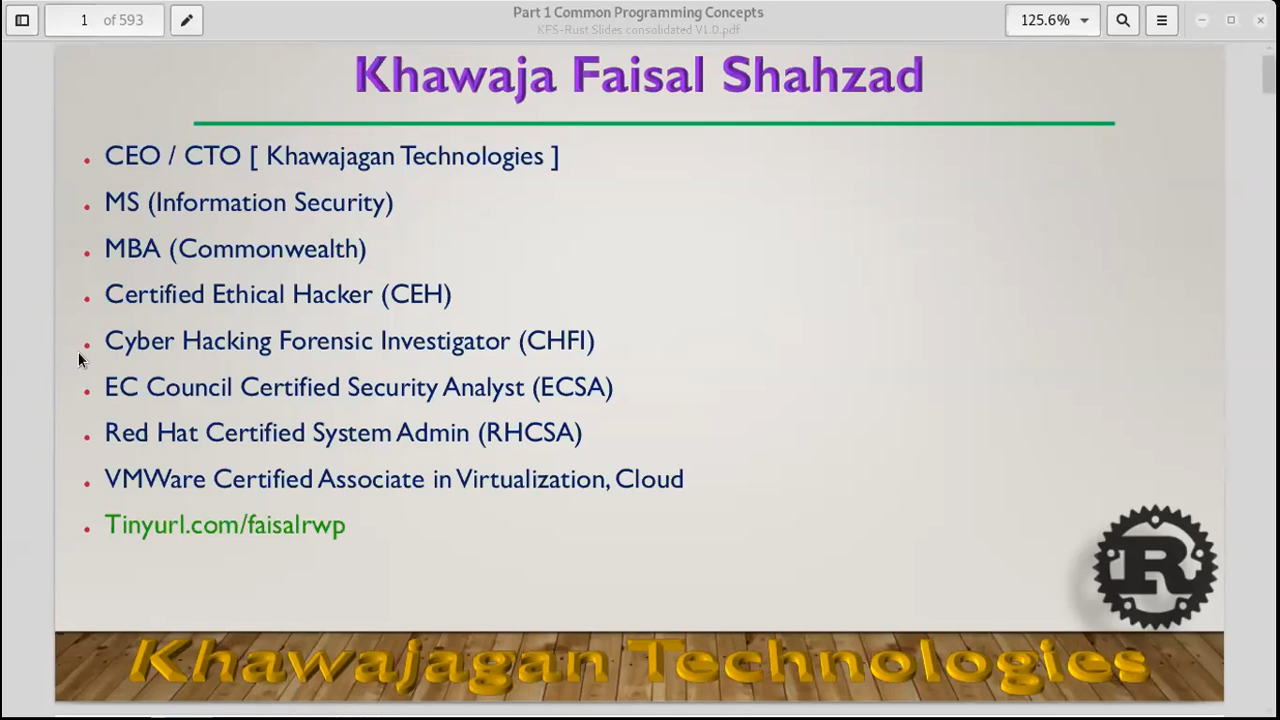 Part 1 Common Programming Concepts
KFS-Rust Slides consolidated V1.0.pdf
1 of 593
125.6%
Khawaja Faisal Shahzad
CEO / CTO [ Khawajagan Technologies ]
MS (Information Security)
MBA (Commonwealth)
Certified Ethical Hacker (CEH)
Cyber Hacking Forensic Investigator (CHFI)
EC Council Certified Security Analyst (ECSA)
Red Hat Certified System Admin (RHCSA)
VMWare Certified Associate in Virtualization, Cloud
Tinyurl.com/faisalrwp
R
Khawajagan Technologies